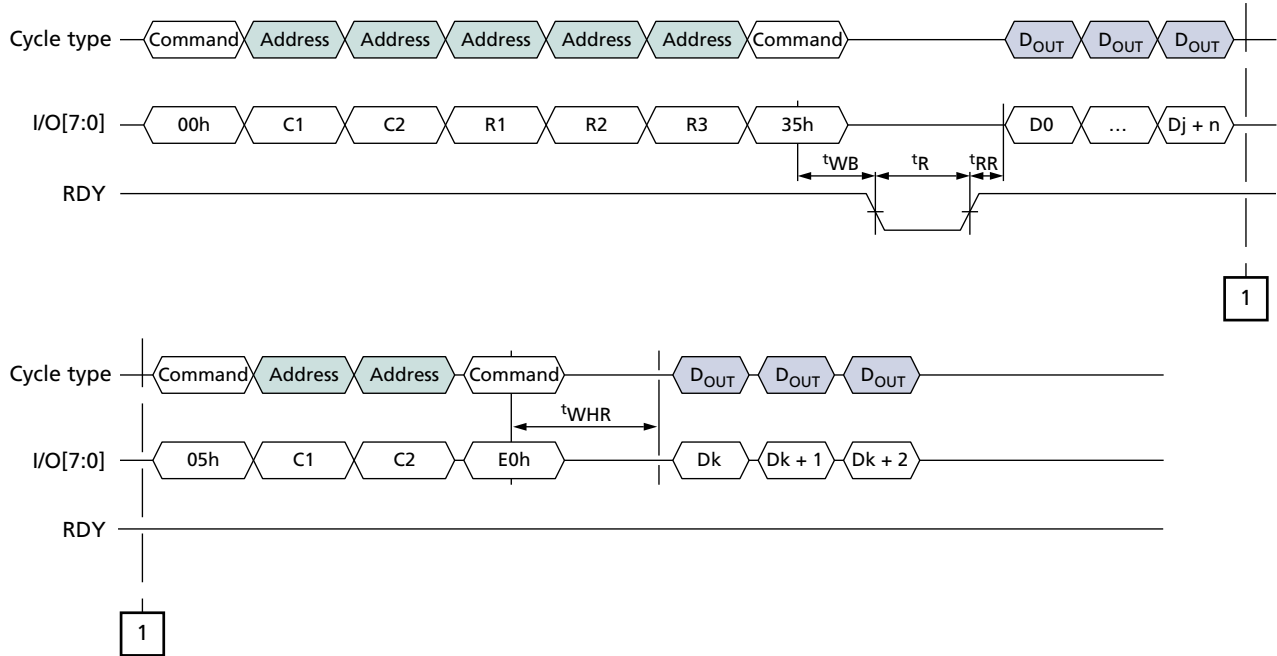 Cycle type Command Address Address Address Address Address Command DOUT DOUT DOUT
I/O[7:0] 00h C1 C2 R1 R2 R3 35h D0 ... Dj + n
tWB tR tRR
RDY
1
Cycle type Command Address Address Command DOUT DOUT DOUT
tWHR
I/O[7:0] 05h C1 C2 E0h Dk Dk + 1 Dk + 2
RDY
1